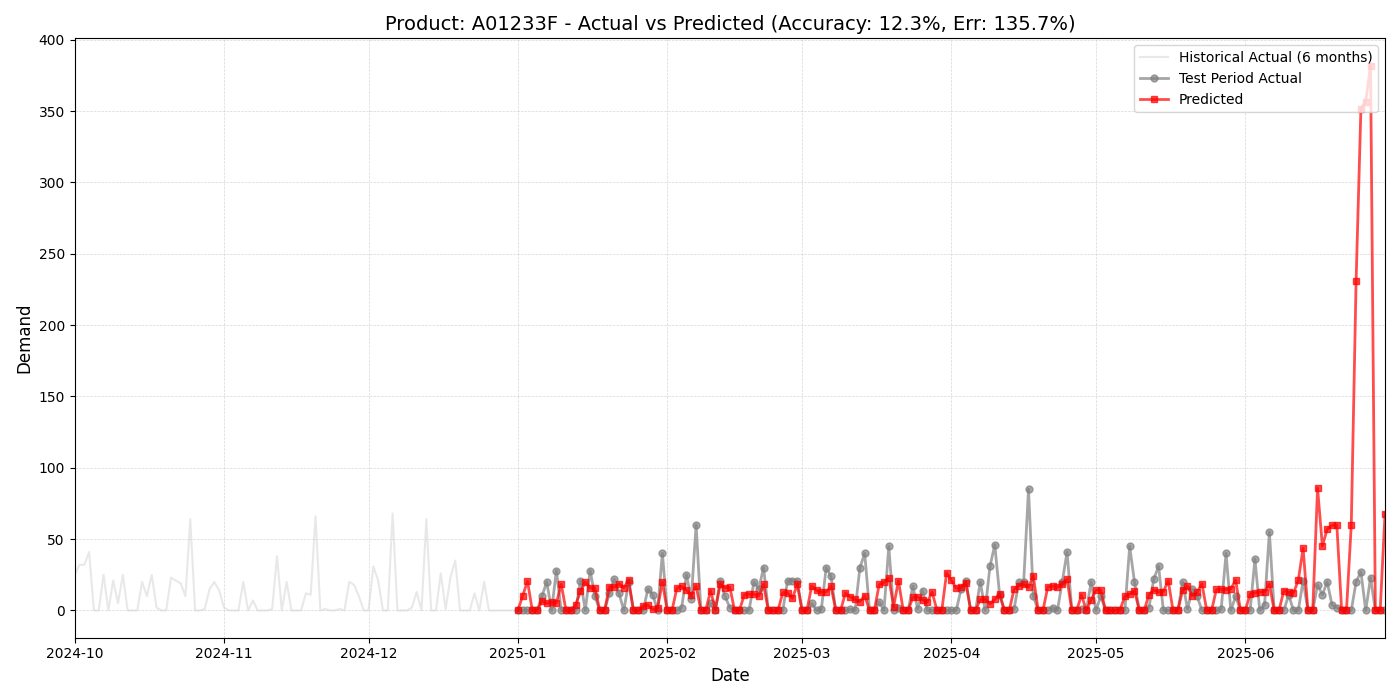 Product: A01233F - Actual vs Predicted (Accuracy: 12.3%, Err: 135.7%)
Historical Actual (6 months)
Test Period Actual
Predicted
Demand
400
350
300
250
200
150
100
50
0
2024-10 2024-11 2024-12 2025-01 2025-02 2025-03 2025-04 2025-05 2025-06
Date